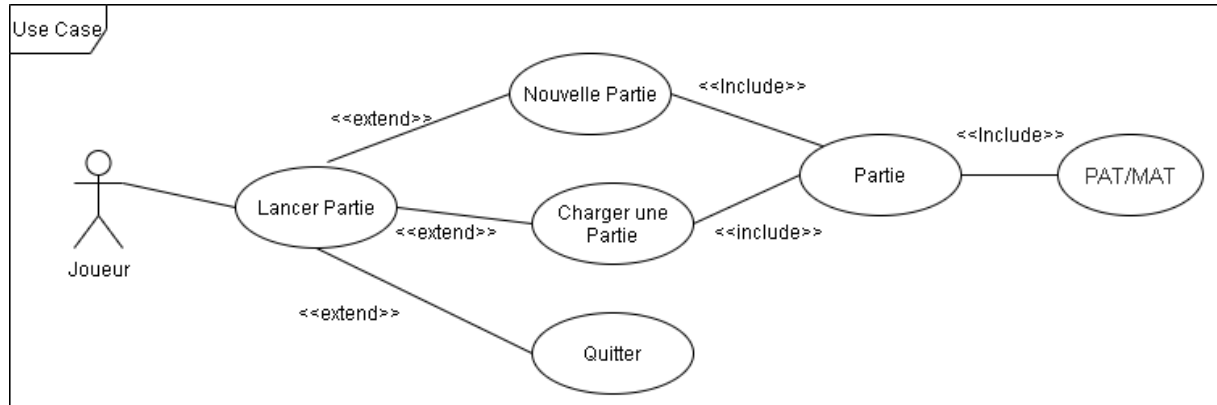 Use Case
Nouvelle Partie
<<Include>>
<<extend>>
<<Include>>
Partie
PAT/MAT
Lancer Partie
Charger une
Partie
<<extend>>
<<include>>
Joueur
<<extend>>
Quitter